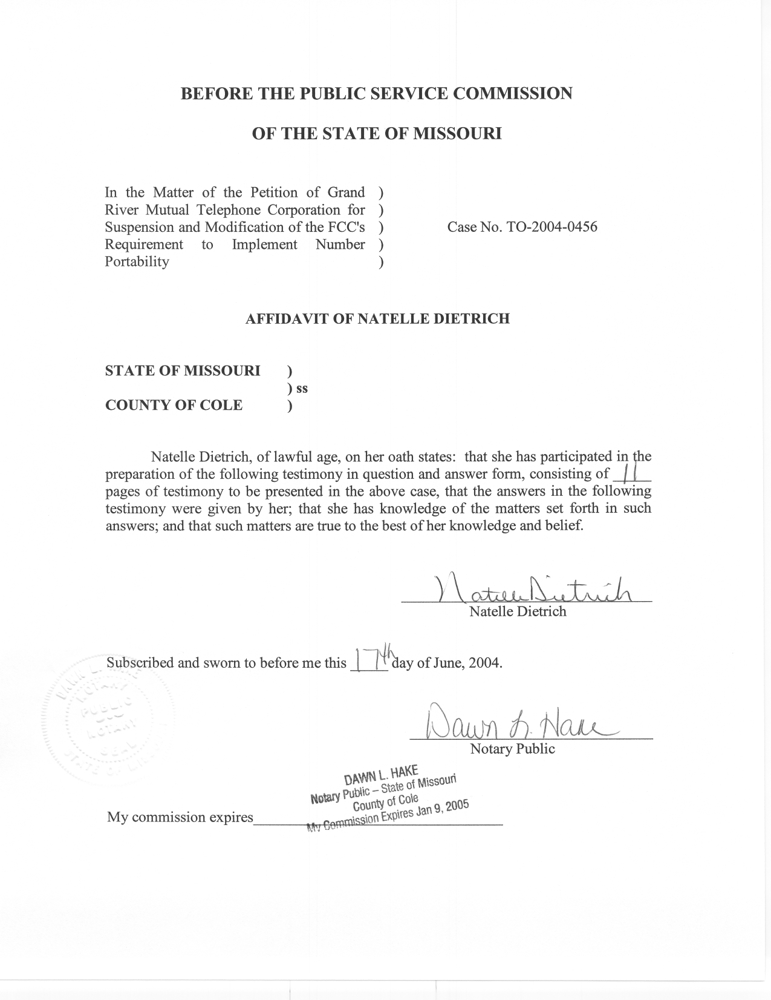 BEFORE THE PUBLIC SERVICE COMMISSION
OF THE STATE OF MISSOURI
In the Matter of the Petition of Grand )
River Mutual Telephone Corporation for )
Suspension and Modification of the FCC's ) Case No. TO-2004-0456
Requirement to Implement Number )
Portability )
AFFIDAVIT OF NATELLE DIETRICH
STATE OF MISSOURI )
) ss
COUNTY OF COLE )
Natelle Dietrich, of lawful age, on her oath states: that she has participated in the
preparation of the following testimony in question and answer form, consisting of 11
pages of testimony to be presented in the above case, that the answers in the following
testimony were given by her; that she has knowledge of the matters set forth in such
answers; and that such matters are true to the best of her knowledge and belief.
Natelle Dietrich
Natelle Dietrich
Subscribed and sworn to before me this 17th day of June, 2004.
DAWN L. HAKE
NOTARY
PUBLIC
NOTARY
SEAL
STATE OF
Dawn L. Hake
Notary Public
DAWN L. HAKE
Notary Public – State of Missouri
County of Cole
My Commission Expires Jan 9, 2005
My commission expires